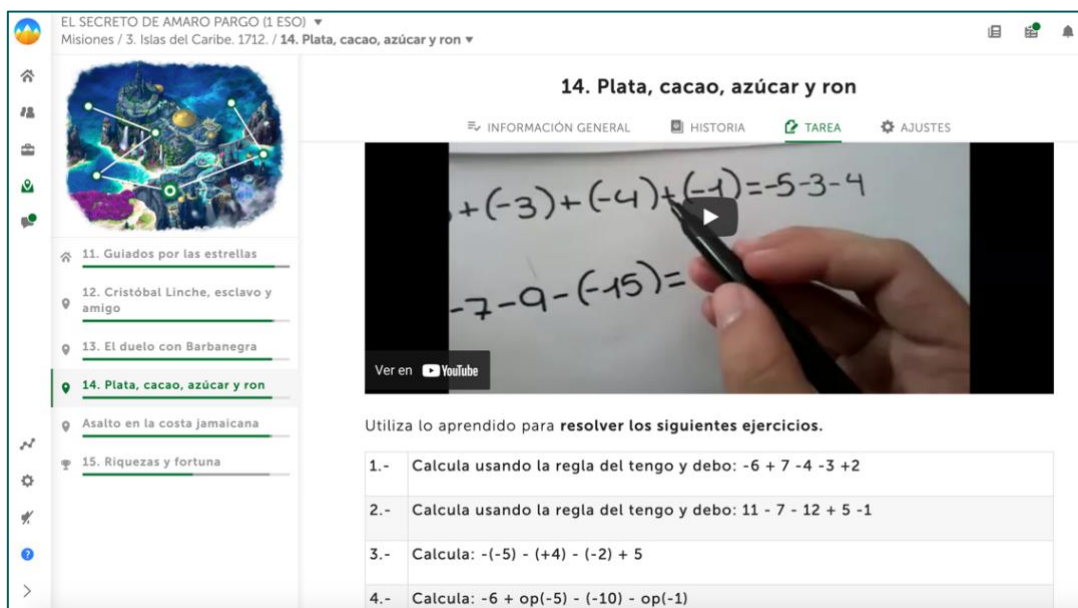 EL SECRETO DE AMARO PARGO (1 ESO) ▼
Misiones / 3. Islas del Caribe. 1712. / 14. Plata, cacao, azúcar y ron ▼
11. Guiados por las estrellas
12. Cristóbal Linche, esclavo y
amigo
13. El duelo con Barbanegra
14. Plata, cacao, azúcar y ron
Asalto en la costa jamaicana
15. Riquezas y fortuna
14. Plata, cacao, azúcar y ron
INFORMACIÓN GENERAL
HISTORIA
TAREA
AJUSTES
+(-3)+(-4)+(-1)=-5-3-4
-7-9-(-15)=
Ver en YouTube
Utiliza lo aprendido para resolver los siguientes ejercicios.
1.- Calcula usando la regla del tengo y debo: -6 + 7 -4 -3 +2
2.- Calcula usando la regla del tengo y debo: 11 - 7 - 12 + 5 -1
3.- Calcula: -(-5) - (+4) - (-2) + 5
4.- Calcula: -6 + op(-5) - (-10) - op(-1)